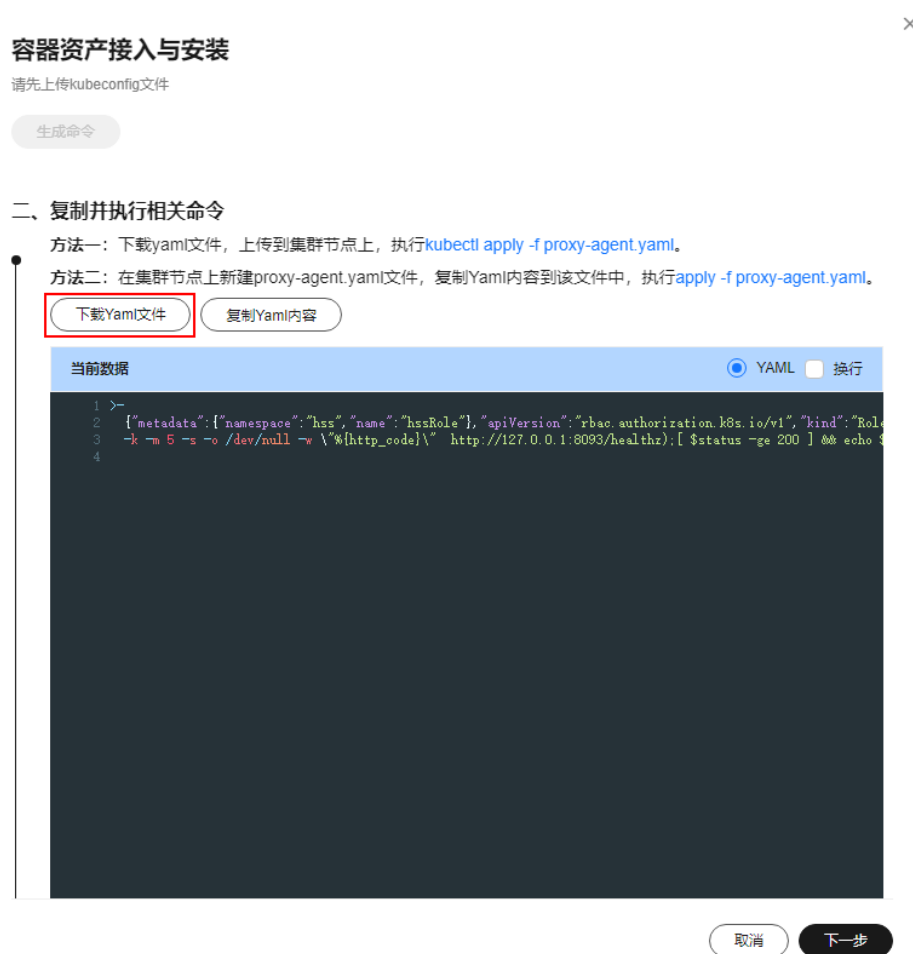 容器资产接入与安装
请先上传kubeconfig文件
生成命令
二、复制并执行相关命令
方法一：下载yaml文件，上传到集群节点上，执行kubectl apply -f proxy-agent.yaml。
方法二：在集群节点上新建proxy-agent.yaml文件，复制Yaml内容到该文件中，执行apply -f proxy-agent.yaml。
下载Yaml文件 复制Yaml内容
当前数据 YAML 换行
1 >-
2 {"metadata":{"namespace":"hss","name":"hssRole"},"apiVersion":"rbac.authorization.k8s.io/v1","kind":"Role
3 -k -m 5 -s -o /dev/null -w \"%{http_code}\" http://127.0.0.1:8093/healthz);[ $status -ge 200 ] && echo $
4
取消 下一步